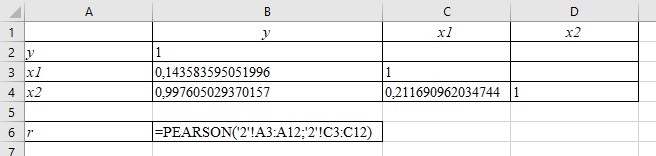 A B C D
1 y x1 x2
2 y 1
3 x1 0,143583595051996 1
4 x2 0,997605029370157 0,211690962034744 1
5
6 r =PEARSON('2'!A3:A12;'2'!C3:C12)
7